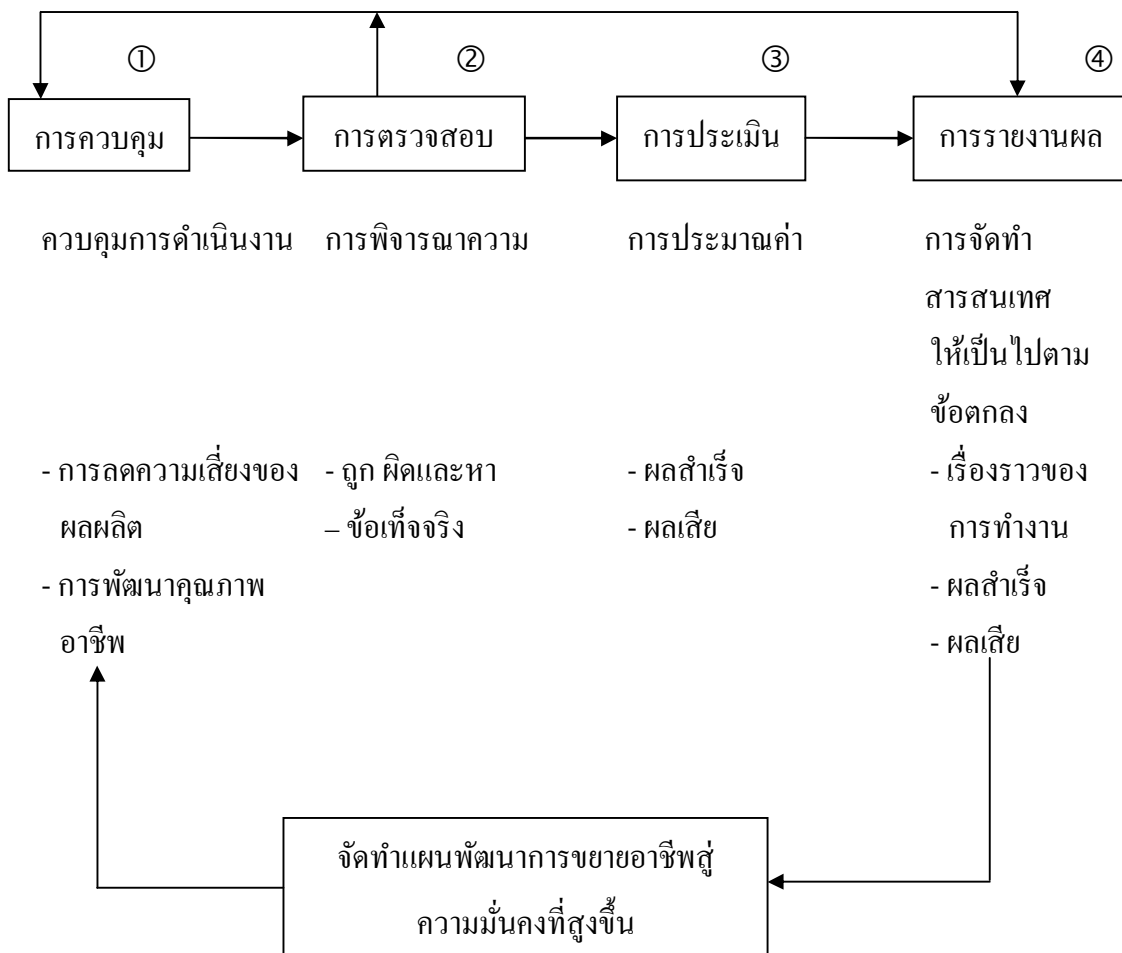 ① ② ③ ④
การควบคุม การตรวจสอบ การประเมิน การรายงานผล
ควบคุมการดำเนินงาน การพิจารณาความ การประมาณค่า การจัดทำ
สารสนเทศ
ให้เป็นไปตาม
ข้อตกลง
- การลดความเสี่ยงของ - ถูก ผิดและหา - ผลสำเร็จ - เรื่องราวของ
ผลผลิต – ข้อเท็จจริง - ผลเสีย การทำงาน
- การพัฒนาคุณภาพ - ผลสำเร็จ
อาชีพ - ผลเสีย
จัดทำแผนพัฒนาการขยายอาชีพสู่
ความมั่นคงที่สูงขึ้น